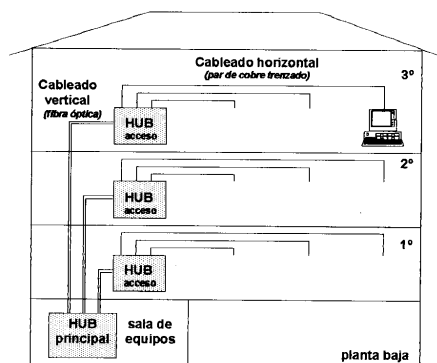 Cableado horizontal
(par de cobre trenzado)
3º
Cableado
vertical
(fibra óptica)
HUB
acceso
2º
HUB
acceso
1º
HUB
acceso
HUB
principal
sala de
equipos
planta baja